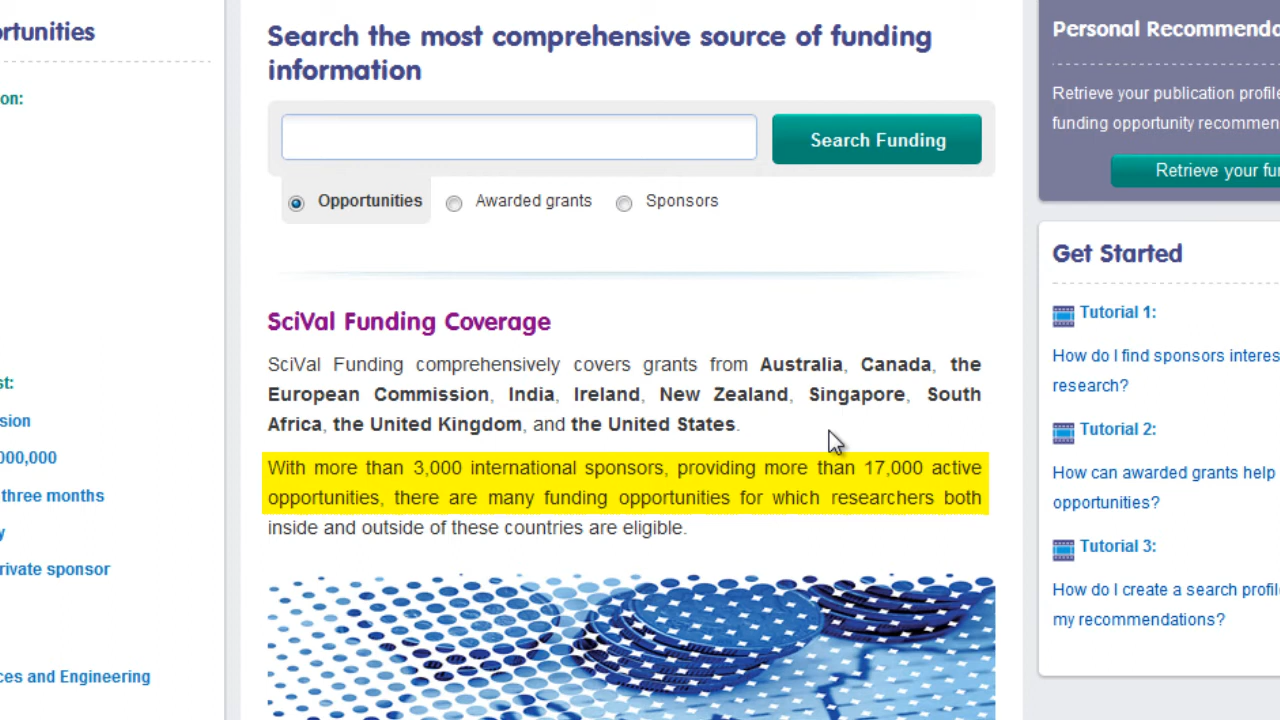 rtunities
on:
st:
sion
000,000
three months
y
rivate sponsor
ces and Engineering
Search the most comprehensive source of funding
information
Search Funding
Opportunities Awarded grants Sponsors
SciVal Funding Coverage
SciVal Funding comprehensively covers grants from Australia, Canada, the
European Commission, India, Ireland, New Zealand, Singapore, South
Africa, the United Kingdom, and the United States.
With more than 3,000 international sponsors, providing more than 17,000 active
opportunities, there are many funding opportunities for which researchers both
inside and outside of these countries are eligible.
Personal Recommenda
Retrieve your publication profile
funding opportunity recommen
Retrieve your fu
Get Started
Tutorial 1:
How do I find sponsors interes
research?
Tutorial 2:
How can awarded grants help
opportunities?
Tutorial 3:
How do I create a search profil
my recommendations?